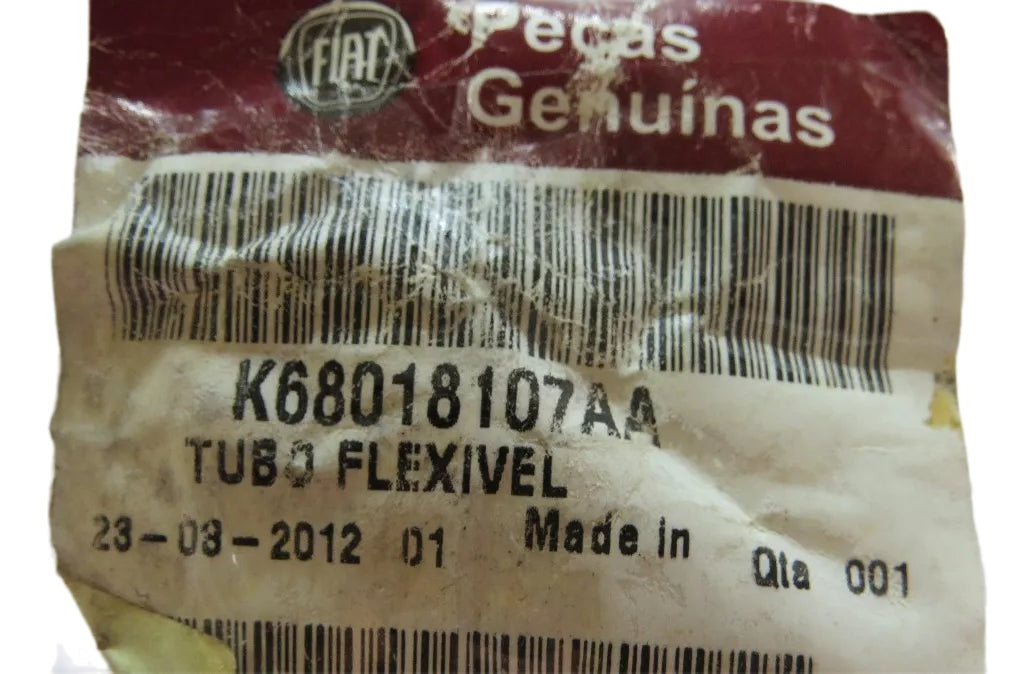 FIAT
Peças
Genuínas
K68018107AA
TUBO FLEXIVEL
23-03-2012 01 Made in Qta 001